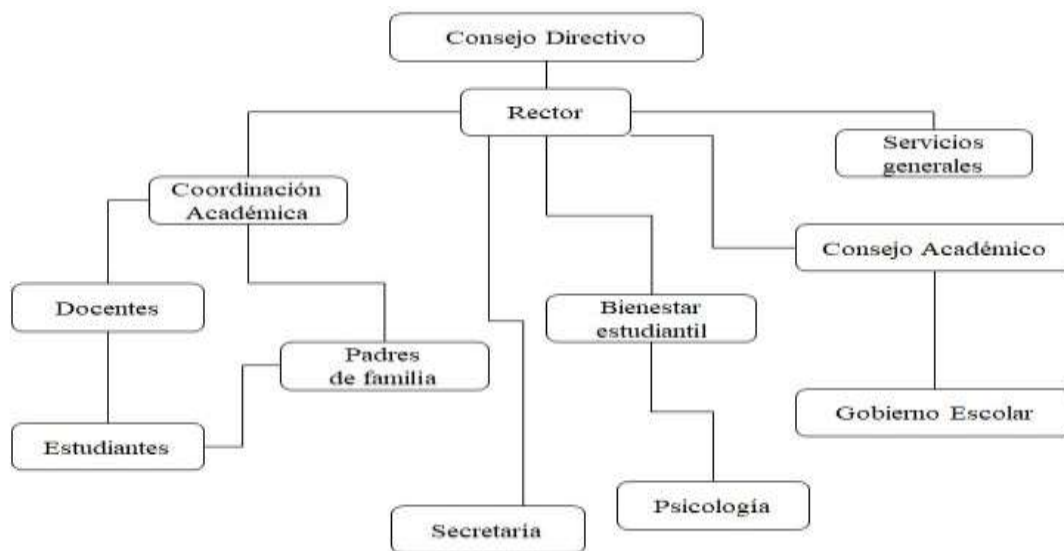 Consejo Directivo
Rector
Servicios
generales
Coordinación
Académica
Consejo Académico
Docentes
Bienestar
estudiantil
Padres
de familia
Gobierno Escolar
Estudiantes
Psicología
Secretaría